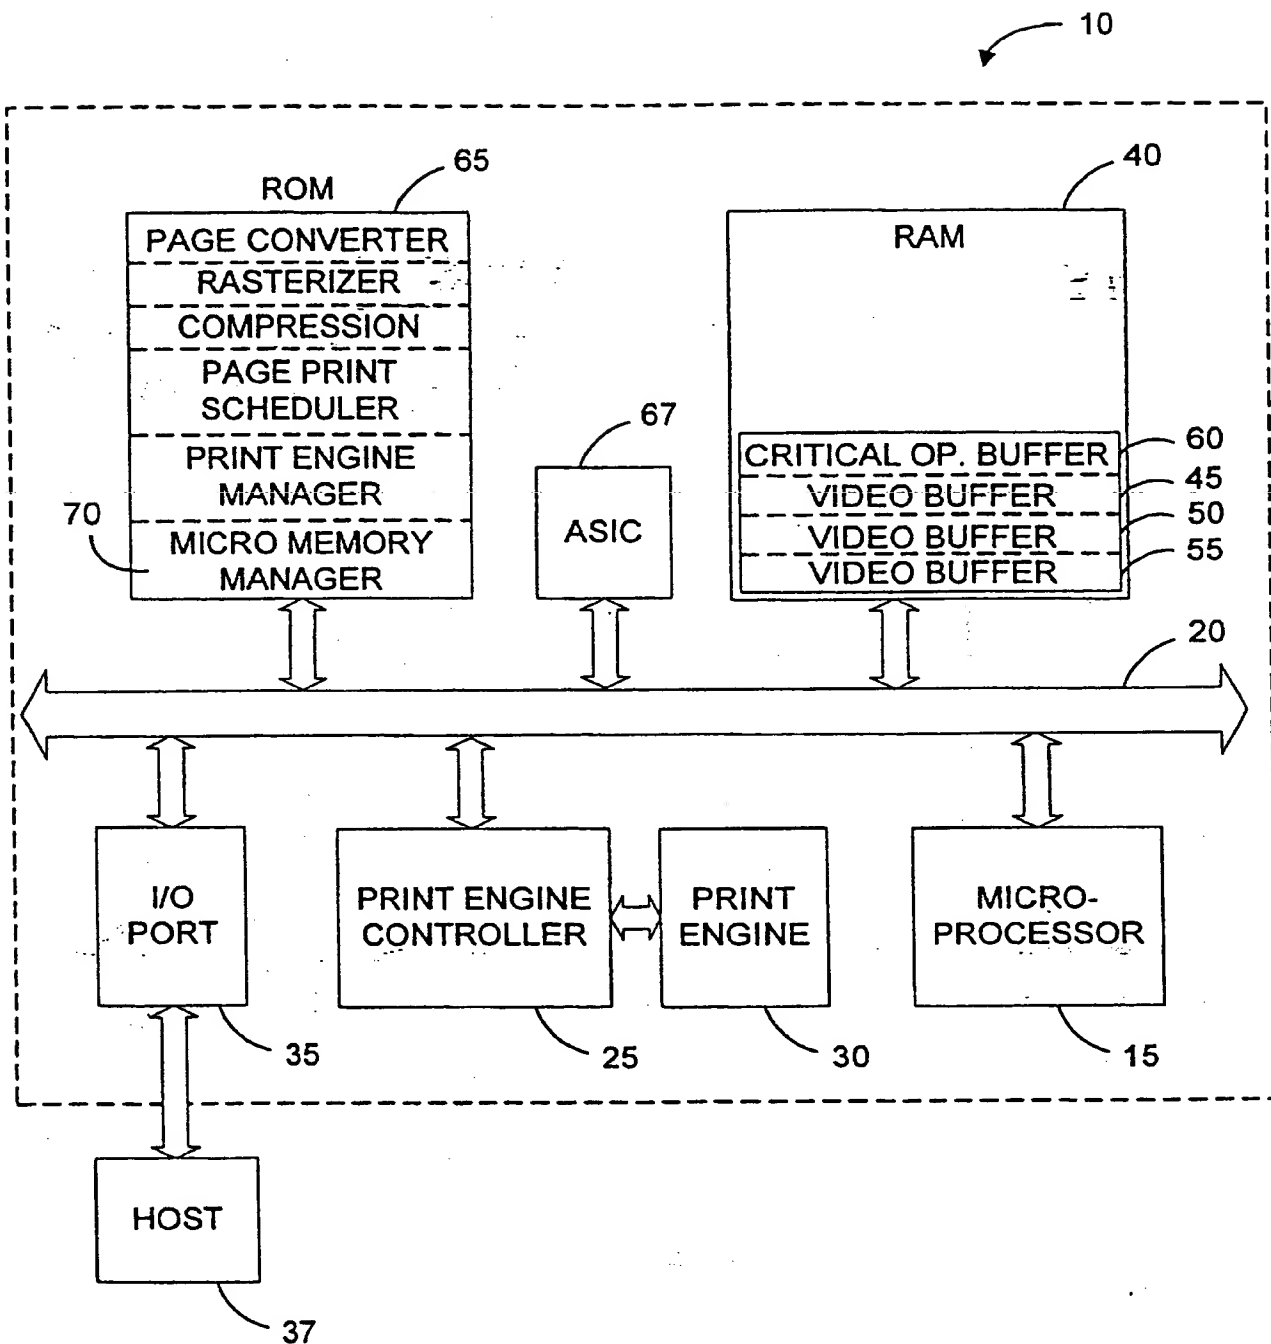 10
65
40
ROM
RAM
PAGE CONVERTER
RASTERIZER
COMPRESSION
PAGE PRINT
SCHEDULER
PRINT ENGINE
MANAGER
70
MICRO MEMORY
MANAGER
67
ASIC
CRITICAL OP. BUFFER
60
VIDEO BUFFER
45
VIDEO BUFFER
50
VIDEO BUFFER
55
20
I/O
PORT
PRINT ENGINE
CONTROLLER
PRINT
ENGINE
MICRO-
PROCESSOR
35
25
30
15
HOST
37